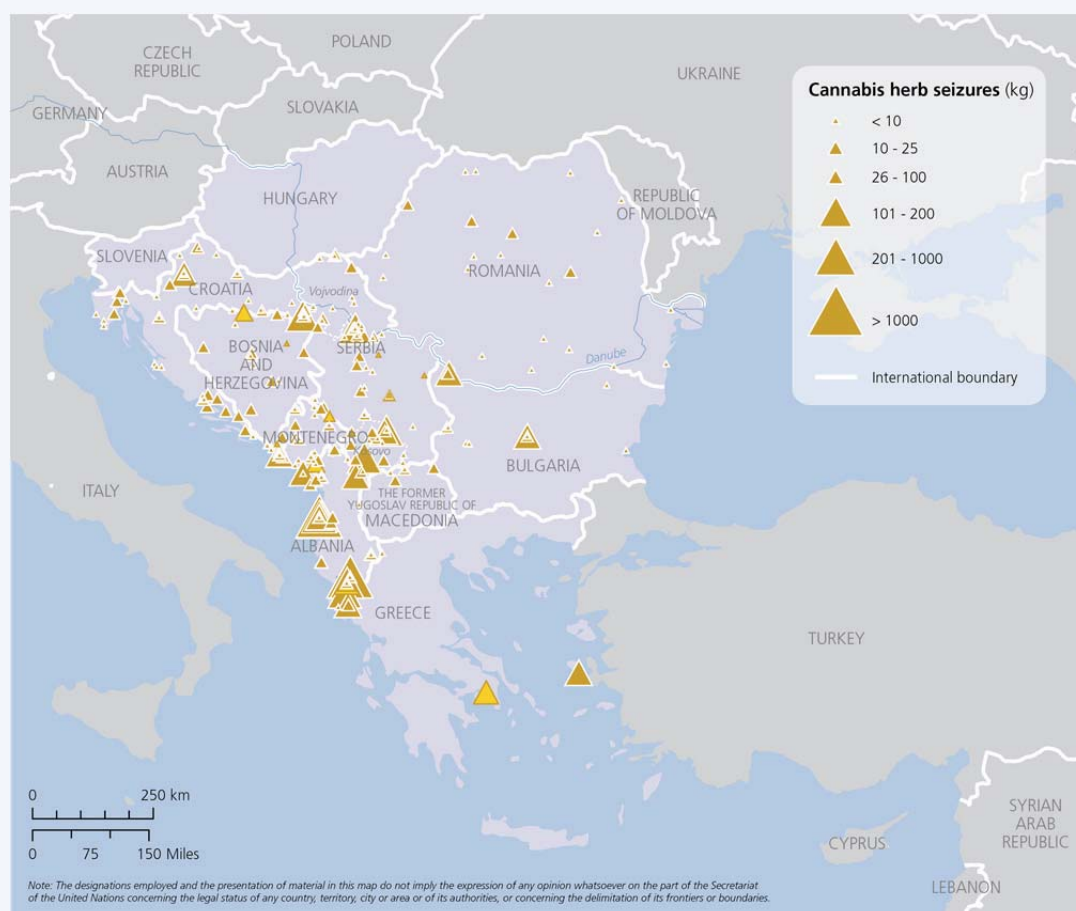 POLAND
CZECH
REPUBLIC
UKRAINE
SLOVAKIA
GERMANY
AUSTRIA
HUNGARY
REPUBLIC
OF MOLDOVA
SLOVENIA
ROMANIA
CROATIA
Vojvodina
BOSNIA
AND
HERZEGOVINA
SERBIA
Danube
MONTENEGRO
Kosovo
BULGARIA
ITALY
THE FORMER
YUGOSLAV REPUBLIC OF
MACEDONIA
ALBANIA
GREECE
TURKEY
CYPRUS
SYRIAN
ARAB
REPUBLIC
LEBANON
Cannabis herb seizures (kg)
< 10
10 - 25
26 - 100
101 - 200
201 - 1000
> 1000
International boundary
0 250 km
0 75 150 Miles
Note: The designations employed and the presentation of material in this map do not imply the expression of any opinion whatsoever on the part of the Secretariat
of the United Nations concerning the legal status of any country, territory, city or area or of its authorities, or concerning the delimitation of its frontiers or boundaries.